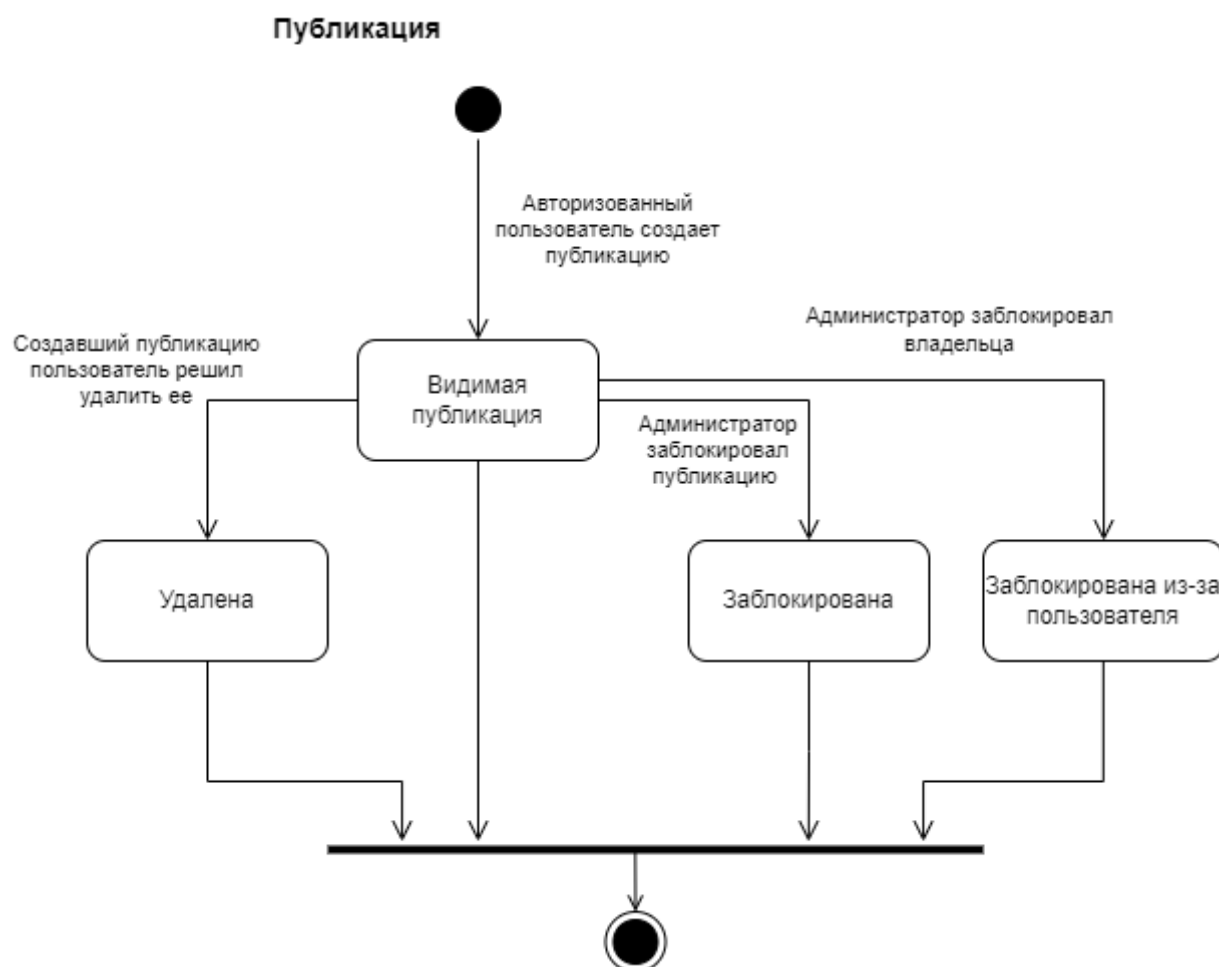 Публикация
Авторизованный
пользователь создает
публикацию
Администратор заблокировал
владельца
Создавший публикацию
пользователь решил
удалить ее
Видимая
публикация
Администратор
заблокировал
публикацию
Удалена
Заблокирована
Заблокирована из-за
пользователя